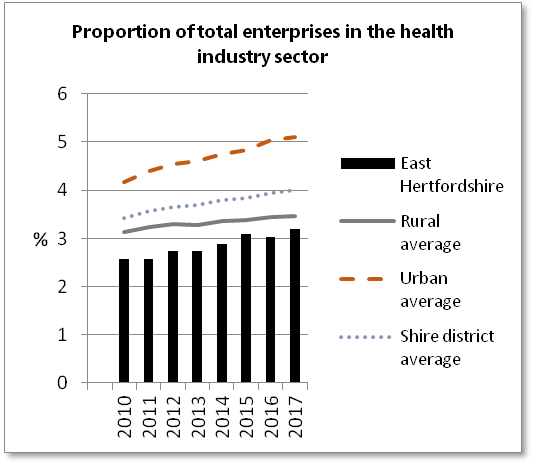 Proportion of total enterprises in the health
industry sector
6
5
4
3
2
1
0
%
2010
2011
2012
2013
2014
2015
2016
2017
East
Hertfordshire
Rural
average
Urban
average
Shire district
average